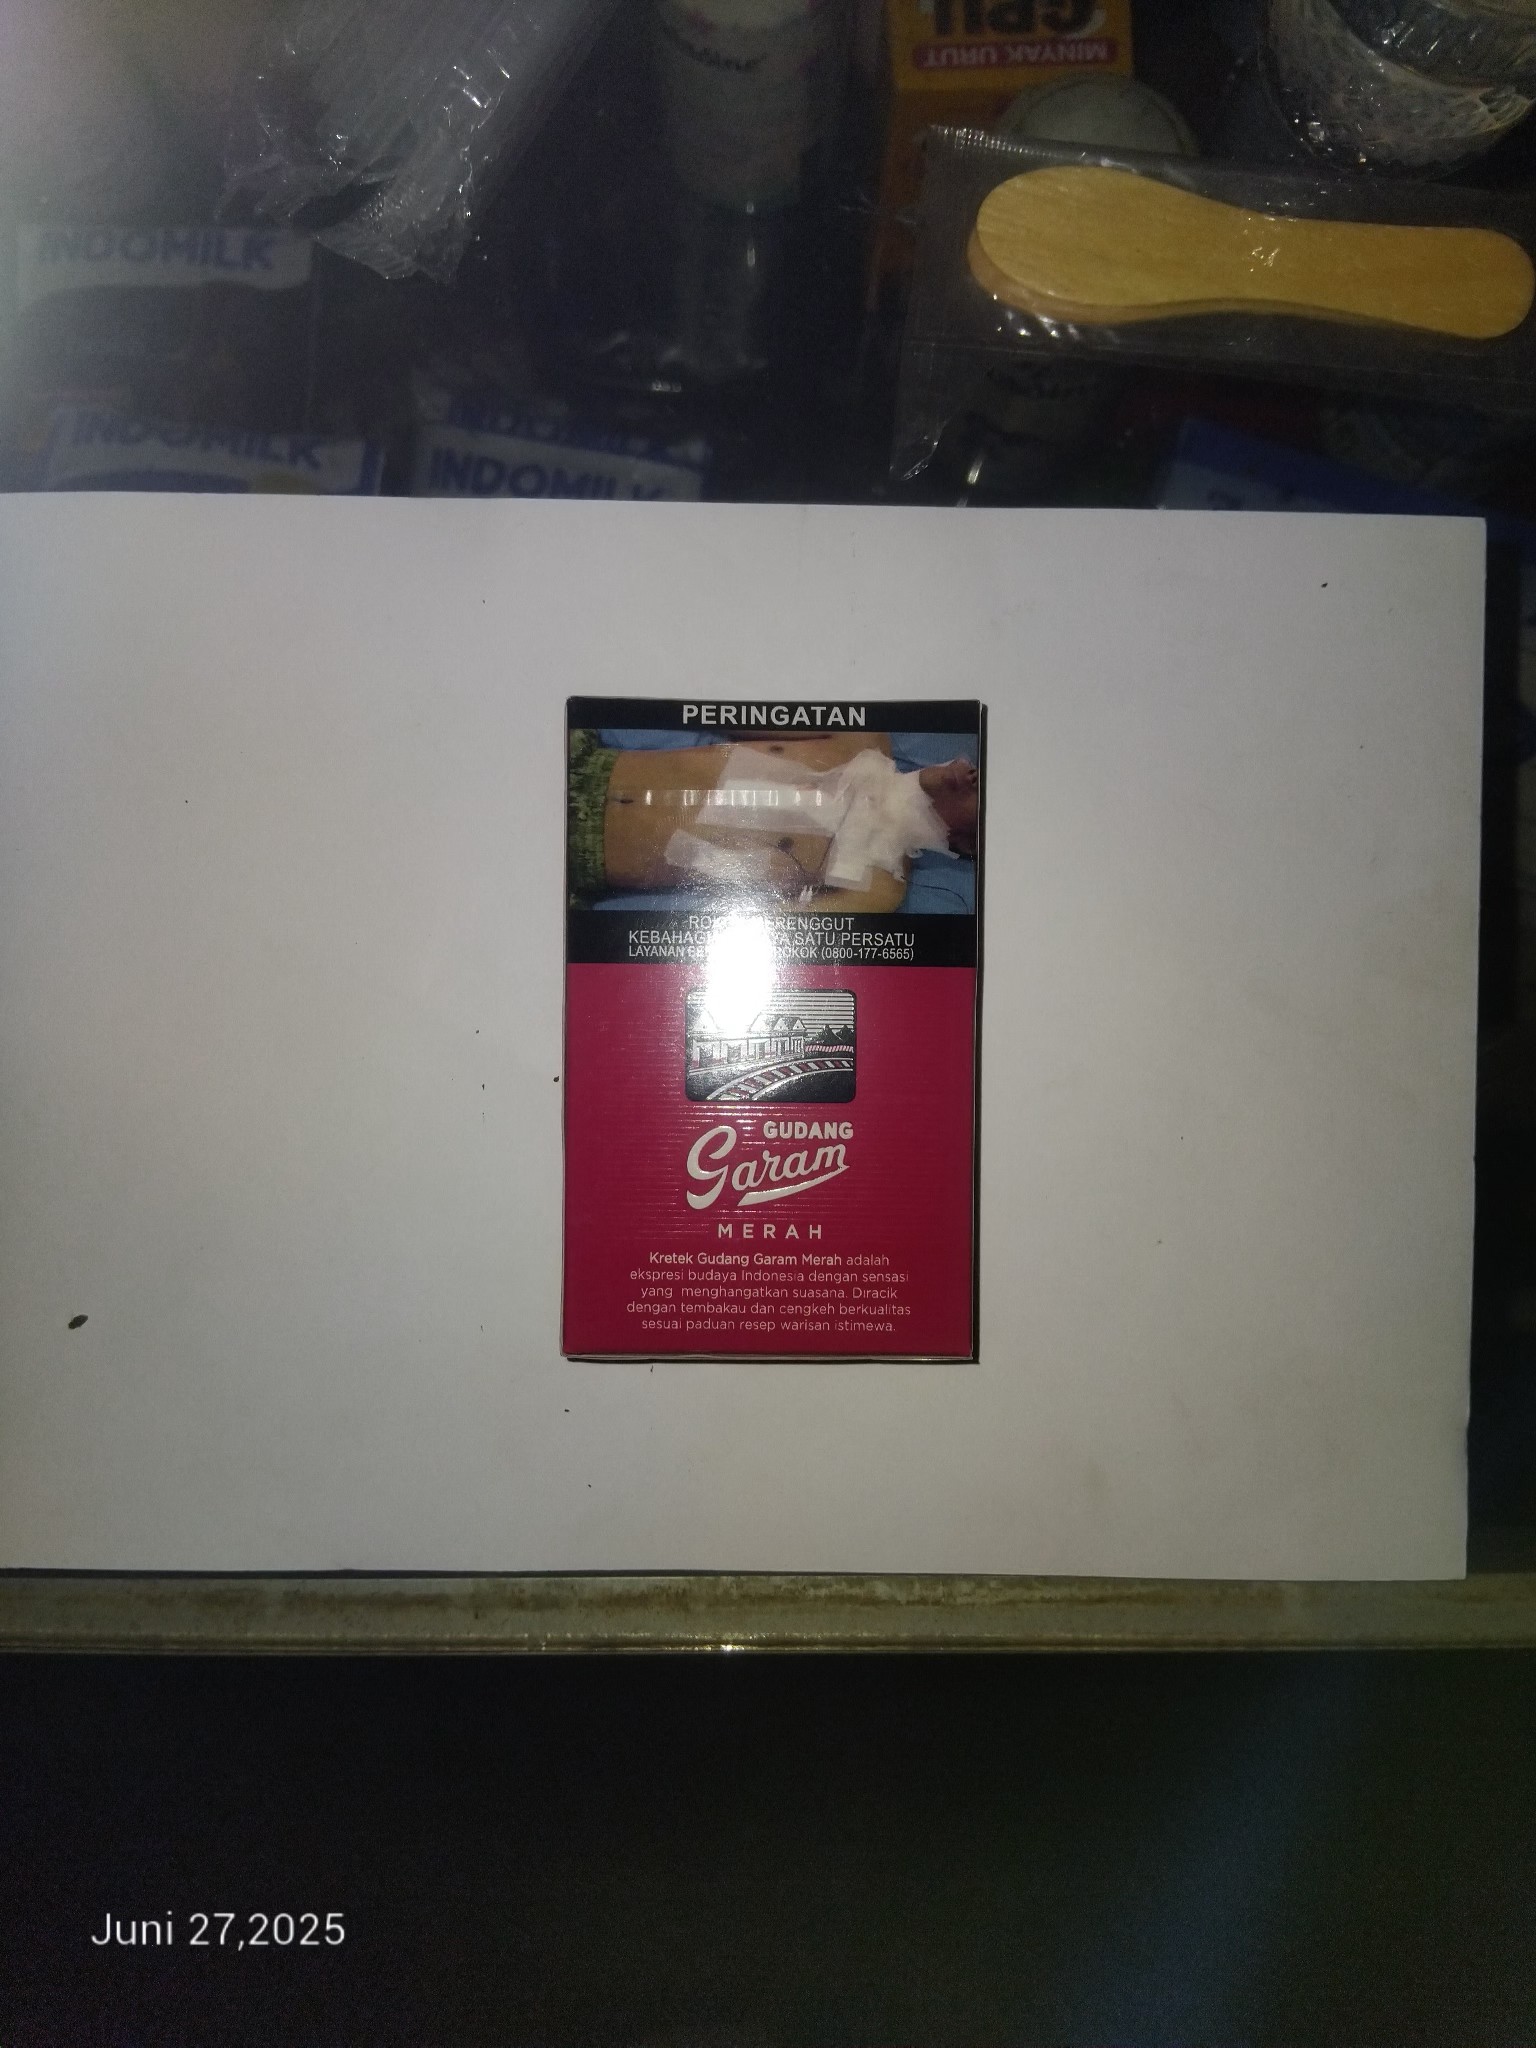 MINYAK URUT
GPU
INDOMILK
INDOMILK
INDOMILK
PERINGATAN
KEBAHAG SATU PERSATU
LAYANAN ROKOK (0800-177-6565)
GUDANG
Garam
MERAH
Kretek Gudang Garam Merah adalah
ekspresi budaya Indonesia dengan sensasi
yang menghangatkan suasana. Diracik
dengan tembakau dan cengkeh berkualitas
sesuai paduan resep warisan istimewa.
Juni 27,2025